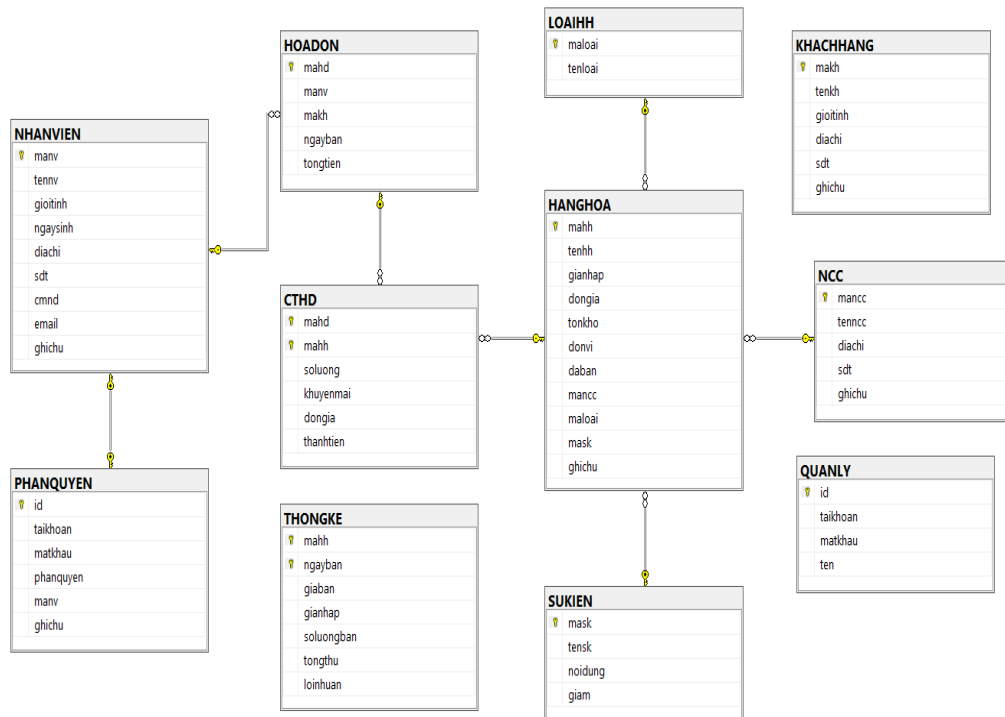 LOAIHH
maloai
tenloai
HOADON
mahd
manv
makh
ngayban
tongtien
KHACHHANG
makh
tenkh
gioitinh
diachi
sdt
ghichu
NHANVIEN
manv
tennv
gioitinh
ngaysinh
diachi
sdt
cmnd
email
ghichu
HANGHOA
mahh
tenhh
gianhap
dongia
tonkho
donvi
daban
mancc
maloai
mask
ghichu
NCC
mancc
tenncc
diachi
sdt
ghichu
CTHD
mahd
mahh
soluong
khuyenmai
dongia
thanhtien
PHANQUYEN
id
taikhoan
matkhau
phanquyen
manv
ghichu
THONGKE
mahh
ngayban
giaban
gianhap
soluongban
tongthu
loinhuan
QUANLY
id
taikhoan
matkhau
ten
SUKIEN
mask
tensk
noidung
giam